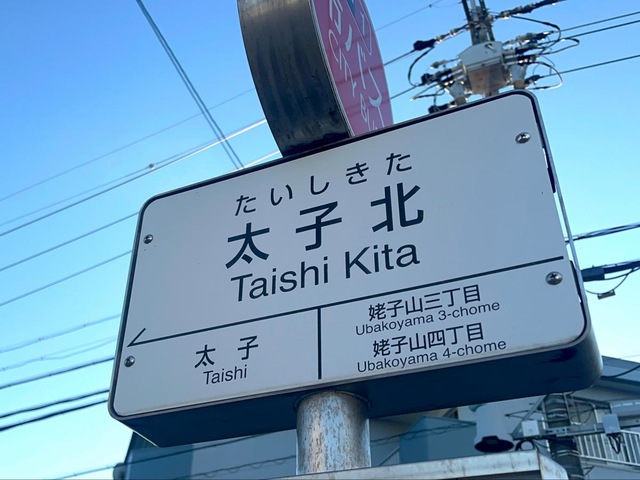 たいしきた
太子北
Taishi Kita
太子
Taishi
姥子山三丁目
Ubakoyama 3-chome
姥子山四丁目
Ubakoyama 4-chome